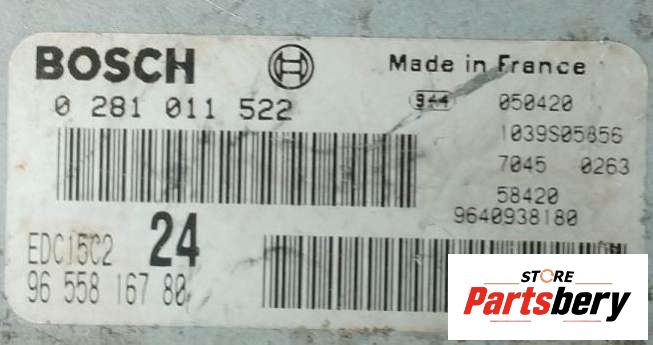 BOSCH
Made in France
0 281 011 522
944 050420
1039S05856
7045 0263
58420
9640938180
EDC15C2 24
96 558 167 80
STORE
Partsbery